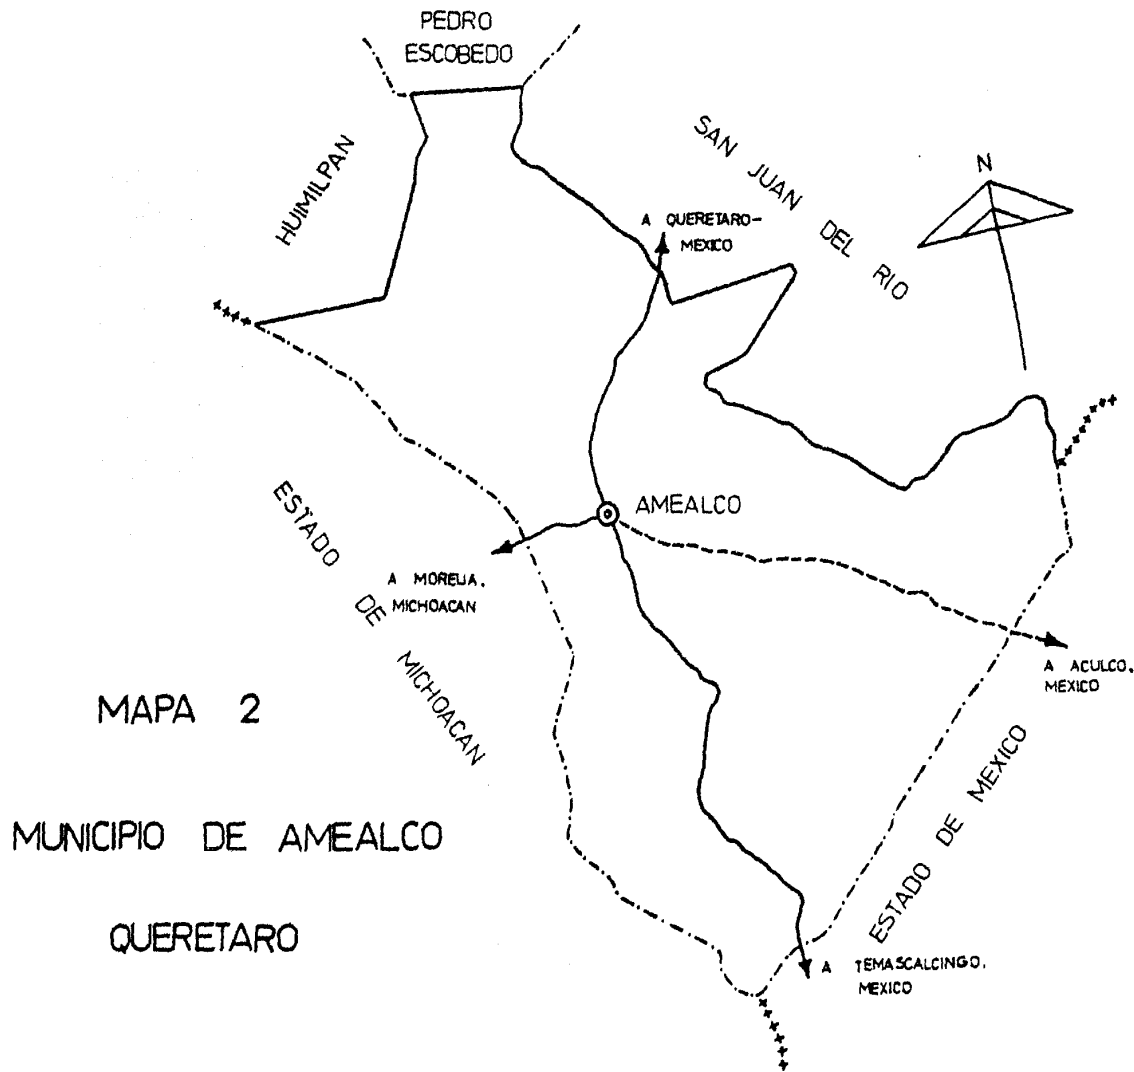 PEDRO
ESCOBEDO
HUIMILPAN
SAN JUAN DEL RIO
N
A QUERETARO-
MEXICO
AMEALCO
ESTADO DE MICHOACAN
A MORELIA,
MICHOACAN
A ACULCO,
MEXICO
MAPA 2
ESTADO DE MEXICO
MUNICIPIO DE AMEALCO
QUERETARO
A TEMASCALCINGO,
MEXICO